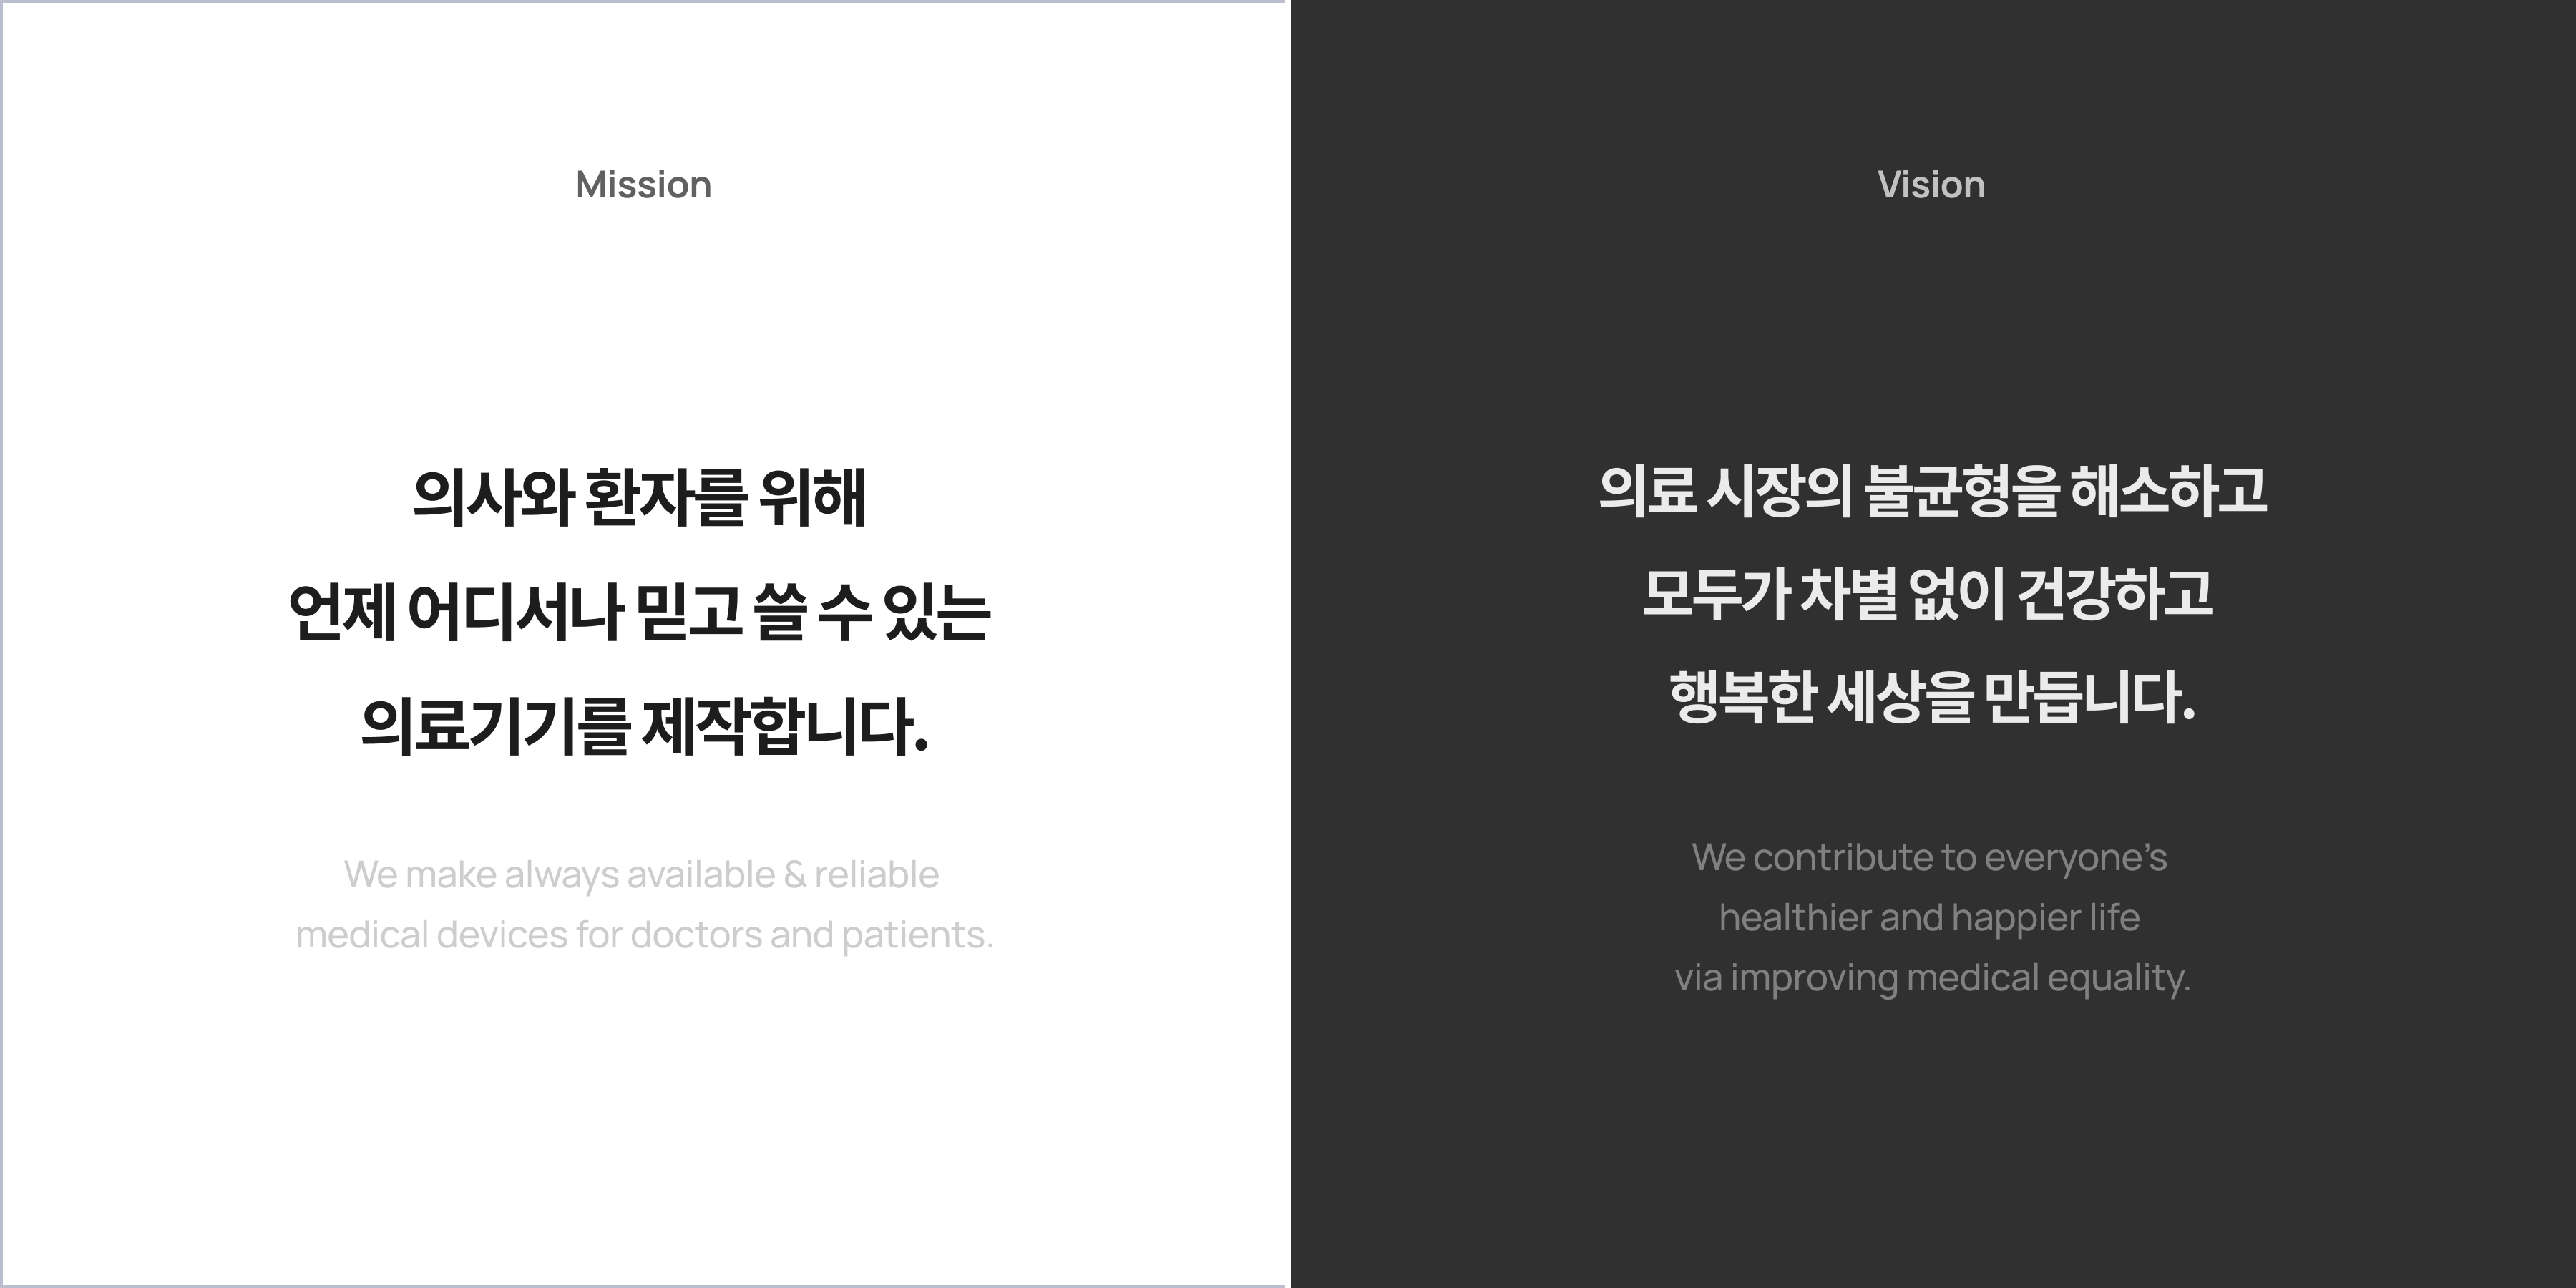 Mission
의사와 환자를 위해
언제 어디서나 믿고 쓸 수 있는
의료기기를 제작합니다.
We make always available & reliable
medical devices for doctors and patients.
Vision
의료 시장의 불균형을 해소하고
모두가 차별 없이 건강하고
행복한 세상을 만듭니다.
We contribute to everyone’s
healthier and happier life
via improving medical equality.